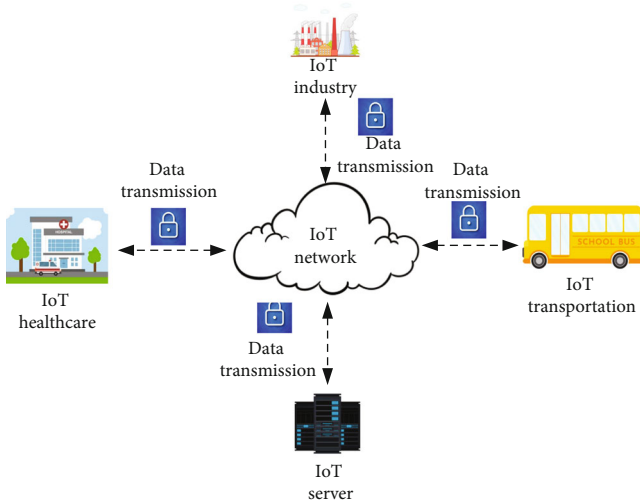 IoT
industry
Data
transmission
Data
transmission
Data
transmission
HOSPITAL
IoT
network
SCHOOL BUS
IoT
healthcare
IoT
transportation
Data
transmission
IoT
server